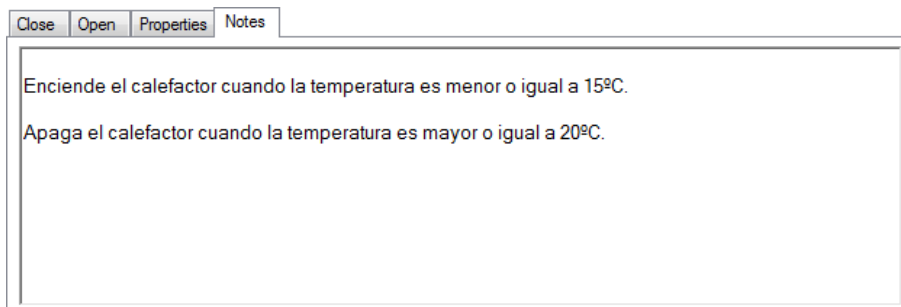 Close Open Properties Notes
Enciende el calefactor cuando la temperatura es menor o igual a 15ºC.
Apaga el calefactor cuando la temperatura es mayor o igual a 20ºC.